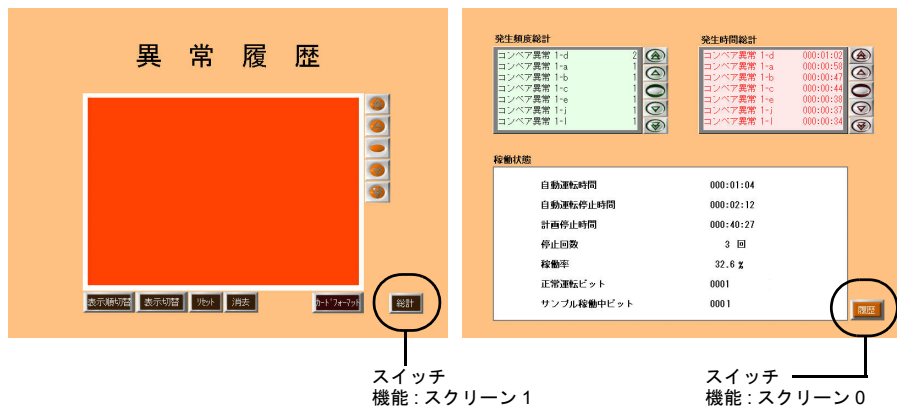 異 常 履 歴
表示順切替 表示切替 リセット 消去 カードフォーマット 総計
スイッチ
機能 : スクリーン 1
発生頻度総計
コンベア異常 1-d 2
コンベア異常 1-a 1
コンベア異常 1-b 1
コンベア異常 1-c 1
コンベア異常 1-e 1
コンベア異常 1-j 1
コンベア異常 1-l 1
発生時間総計
コンベア異常 1-d 000:01:02
コンベア異常 1-a 000:00:58
コンベア異常 1-b 000:00:47
コンベア異常 1-c 000:00:44
コンベア異常 1-e 000:00:38
コンベア異常 1-j 000:00:37
コンベア異常 1-l 000:00:34
稼働状態
自動運転時間 000:01:04
自動運転停止時間 000:02:12
計画停止時間 000:40:27
停止回数 3 回
稼働率 32.6 %
正常運転ビット 0001
サンプル稼働中ビット 0001
履歴
スイッチ
機能 : スクリーン 0